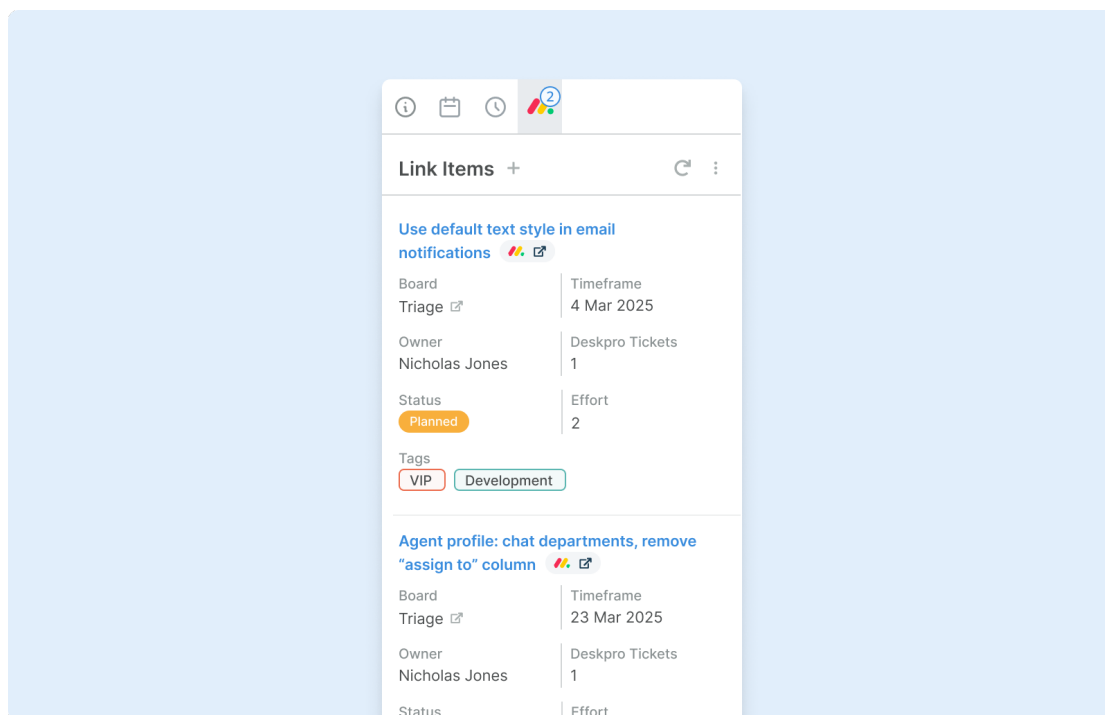 2
Link Items +
Use default text style in email
notifications
Board
Timeframe
Triage
4 Mar 2025
Owner
Deskpro Tickets
Nicholas Jones
1
Status
Effort
Planned
2
Tags
VIP
Development
Agent profile: chat departments, remove
“assign to” column
Board
Timeframe
Triage
23 Mar 2025
Owner
Deskpro Tickets
Nicholas Jones
1
Status
Effort